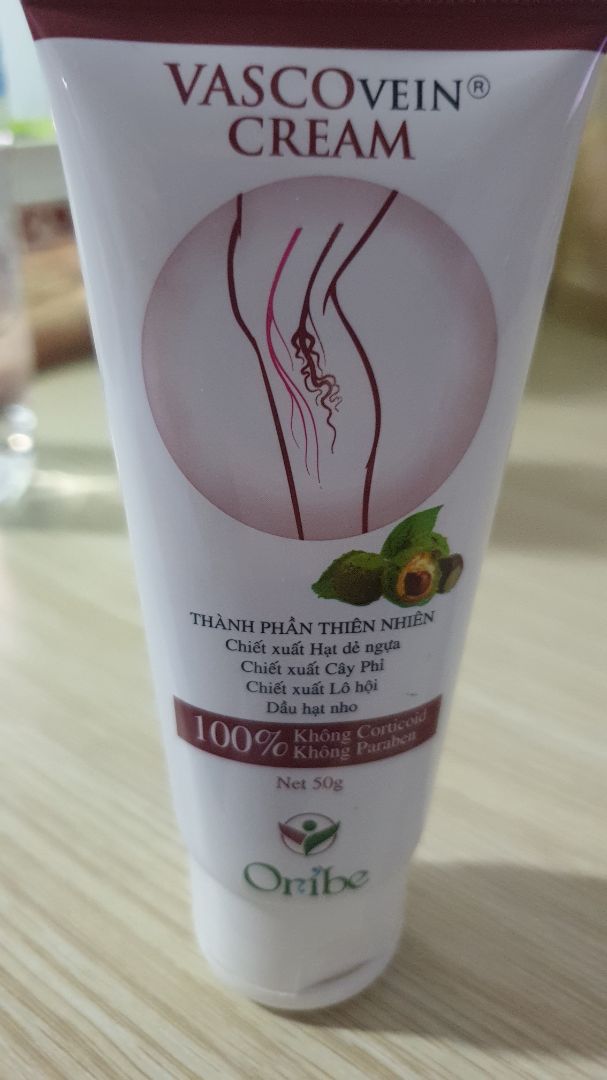 VASCOVEIN®
CREAM
THÀNH PHẦN THIÊN NHIÊN
Chiết xuất Hạt dẻ ngựa
Chiết xuất Cây Phỉ
Chiết xuất Lô hội
Dầu hạt nho
100% Không Corticoid
Không Paraben
Net 50g
Oribe